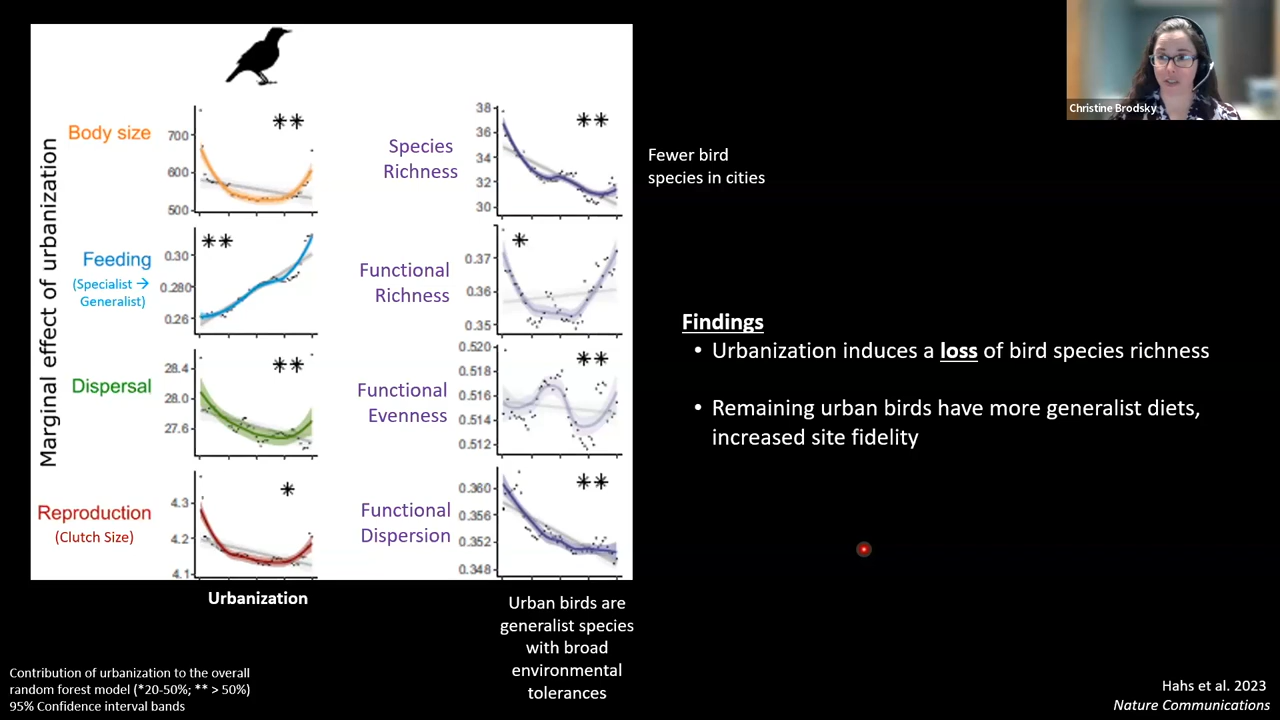 Marginal effect of urbanization
Body size
700
600
500
**
Feeding
(Specialist →
Generalist)
0.30
0.280
0.26
**
Dispersal
28.4
28.0
27.6
**
Reproduction
(Clutch Size)
4.3
4.2
4.1
*
Urbanization
Species
Richness
38
36
34
32
30
**
Functional
Richness
0.37
0.36
0.35
*
Functional
Evenness
0.520
0.518
0.516
0.514
0.512
**
Functional
Dispersion
0.360
0.356
0.352
0.348
**
Urban birds are
generalist species
with broad
environmental
tolerances
Christine Brodsky
Fewer bird
species in cities
Findings
• Urbanization induces a loss of bird species richness
• Remaining urban birds have more generalist diets,
increased site fidelity
Contribution of urbanization to the overall
random forest model (*20-50%; ** > 50%)
95% Confidence interval bands
Hahs et al. 2023
Nature Communications